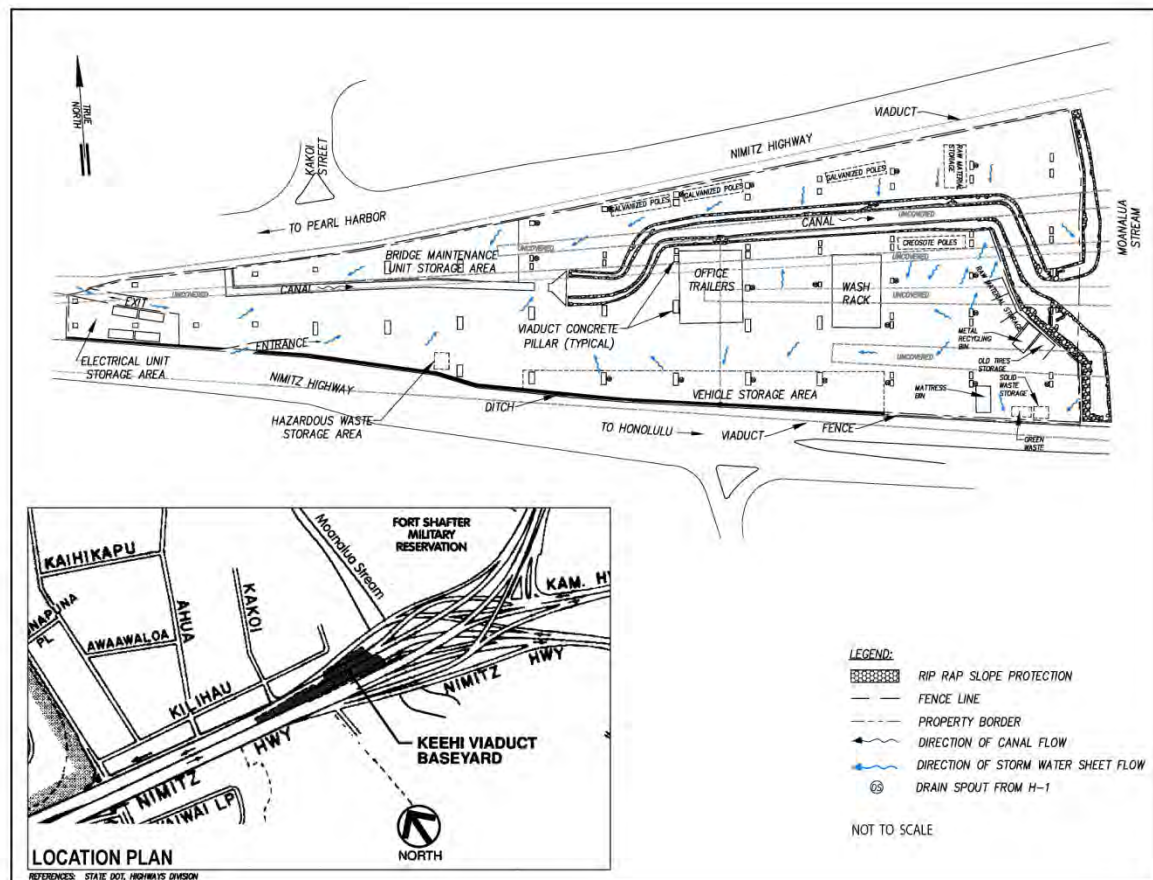 TRUE
NORTH
KAKOI
STREET
VIADUCT
NIMITZ HIGHWAY
TO PEARL HARBOR
RAW MATERIAL
STORAGE
GALVANIZED POLES
GALVANIZED POLES
GALVANIZED POLES
UNCOVERED
CANAL
UNCOVERED
MOANALUA
STREAM
BRIDGE MAINTENANCE
UNIT STORAGE AREA
UNCOVERED
CREOSOTE POLES
UNCOVERED
OFFICE
TRAILERS
WASH
RACK
UNCOVERED
RAW MATERIAL STORAGE
UNCOVERED
CANAL
EXIT
ENTRANCE
VIADUCT CONCRETE
PILLAR (TYPICAL)
METAL
RECYCLING
BIN
OLD TIRES
STORAGE
UNCOVERED
ELECTRICAL UNIT
STORAGE AREA
NIMITZ HIGHWAY
HAZARDOUS WASTE
STORAGE AREA
DITCH
VEHICLE STORAGE AREA
MATTRESS
BIN
SOLID
WASTE
STORAGE
TO HONOLULU
VIADUCT
FENCE
GREEN
WASTE
KAIHIKAPU
Moanalua Stream
FORT SHAFTER
MILITARY
RESERVATION
KAM.
NAPUNA
PL
AWAAWALOA
AHUA
KAKOI
KILIHAU
NIMITZ
HWY
KEEHI VIADUCT
BASEYARD
NIMITZ
HWY
LP
NORTH
LOCATION PLAN
REFERENCES: STATE DOT, HIGHWAYS DIVISION
LEGEND:
RIP RAP SLOPE PROTECTION
FENCE LINE
PROPERTY BORDER
DIRECTION OF CANAL FLOW
DIRECTION OF STORM WATER SHEET FLOW
DS DRAIN SPOUT FROM H-1
NOT TO SCALE